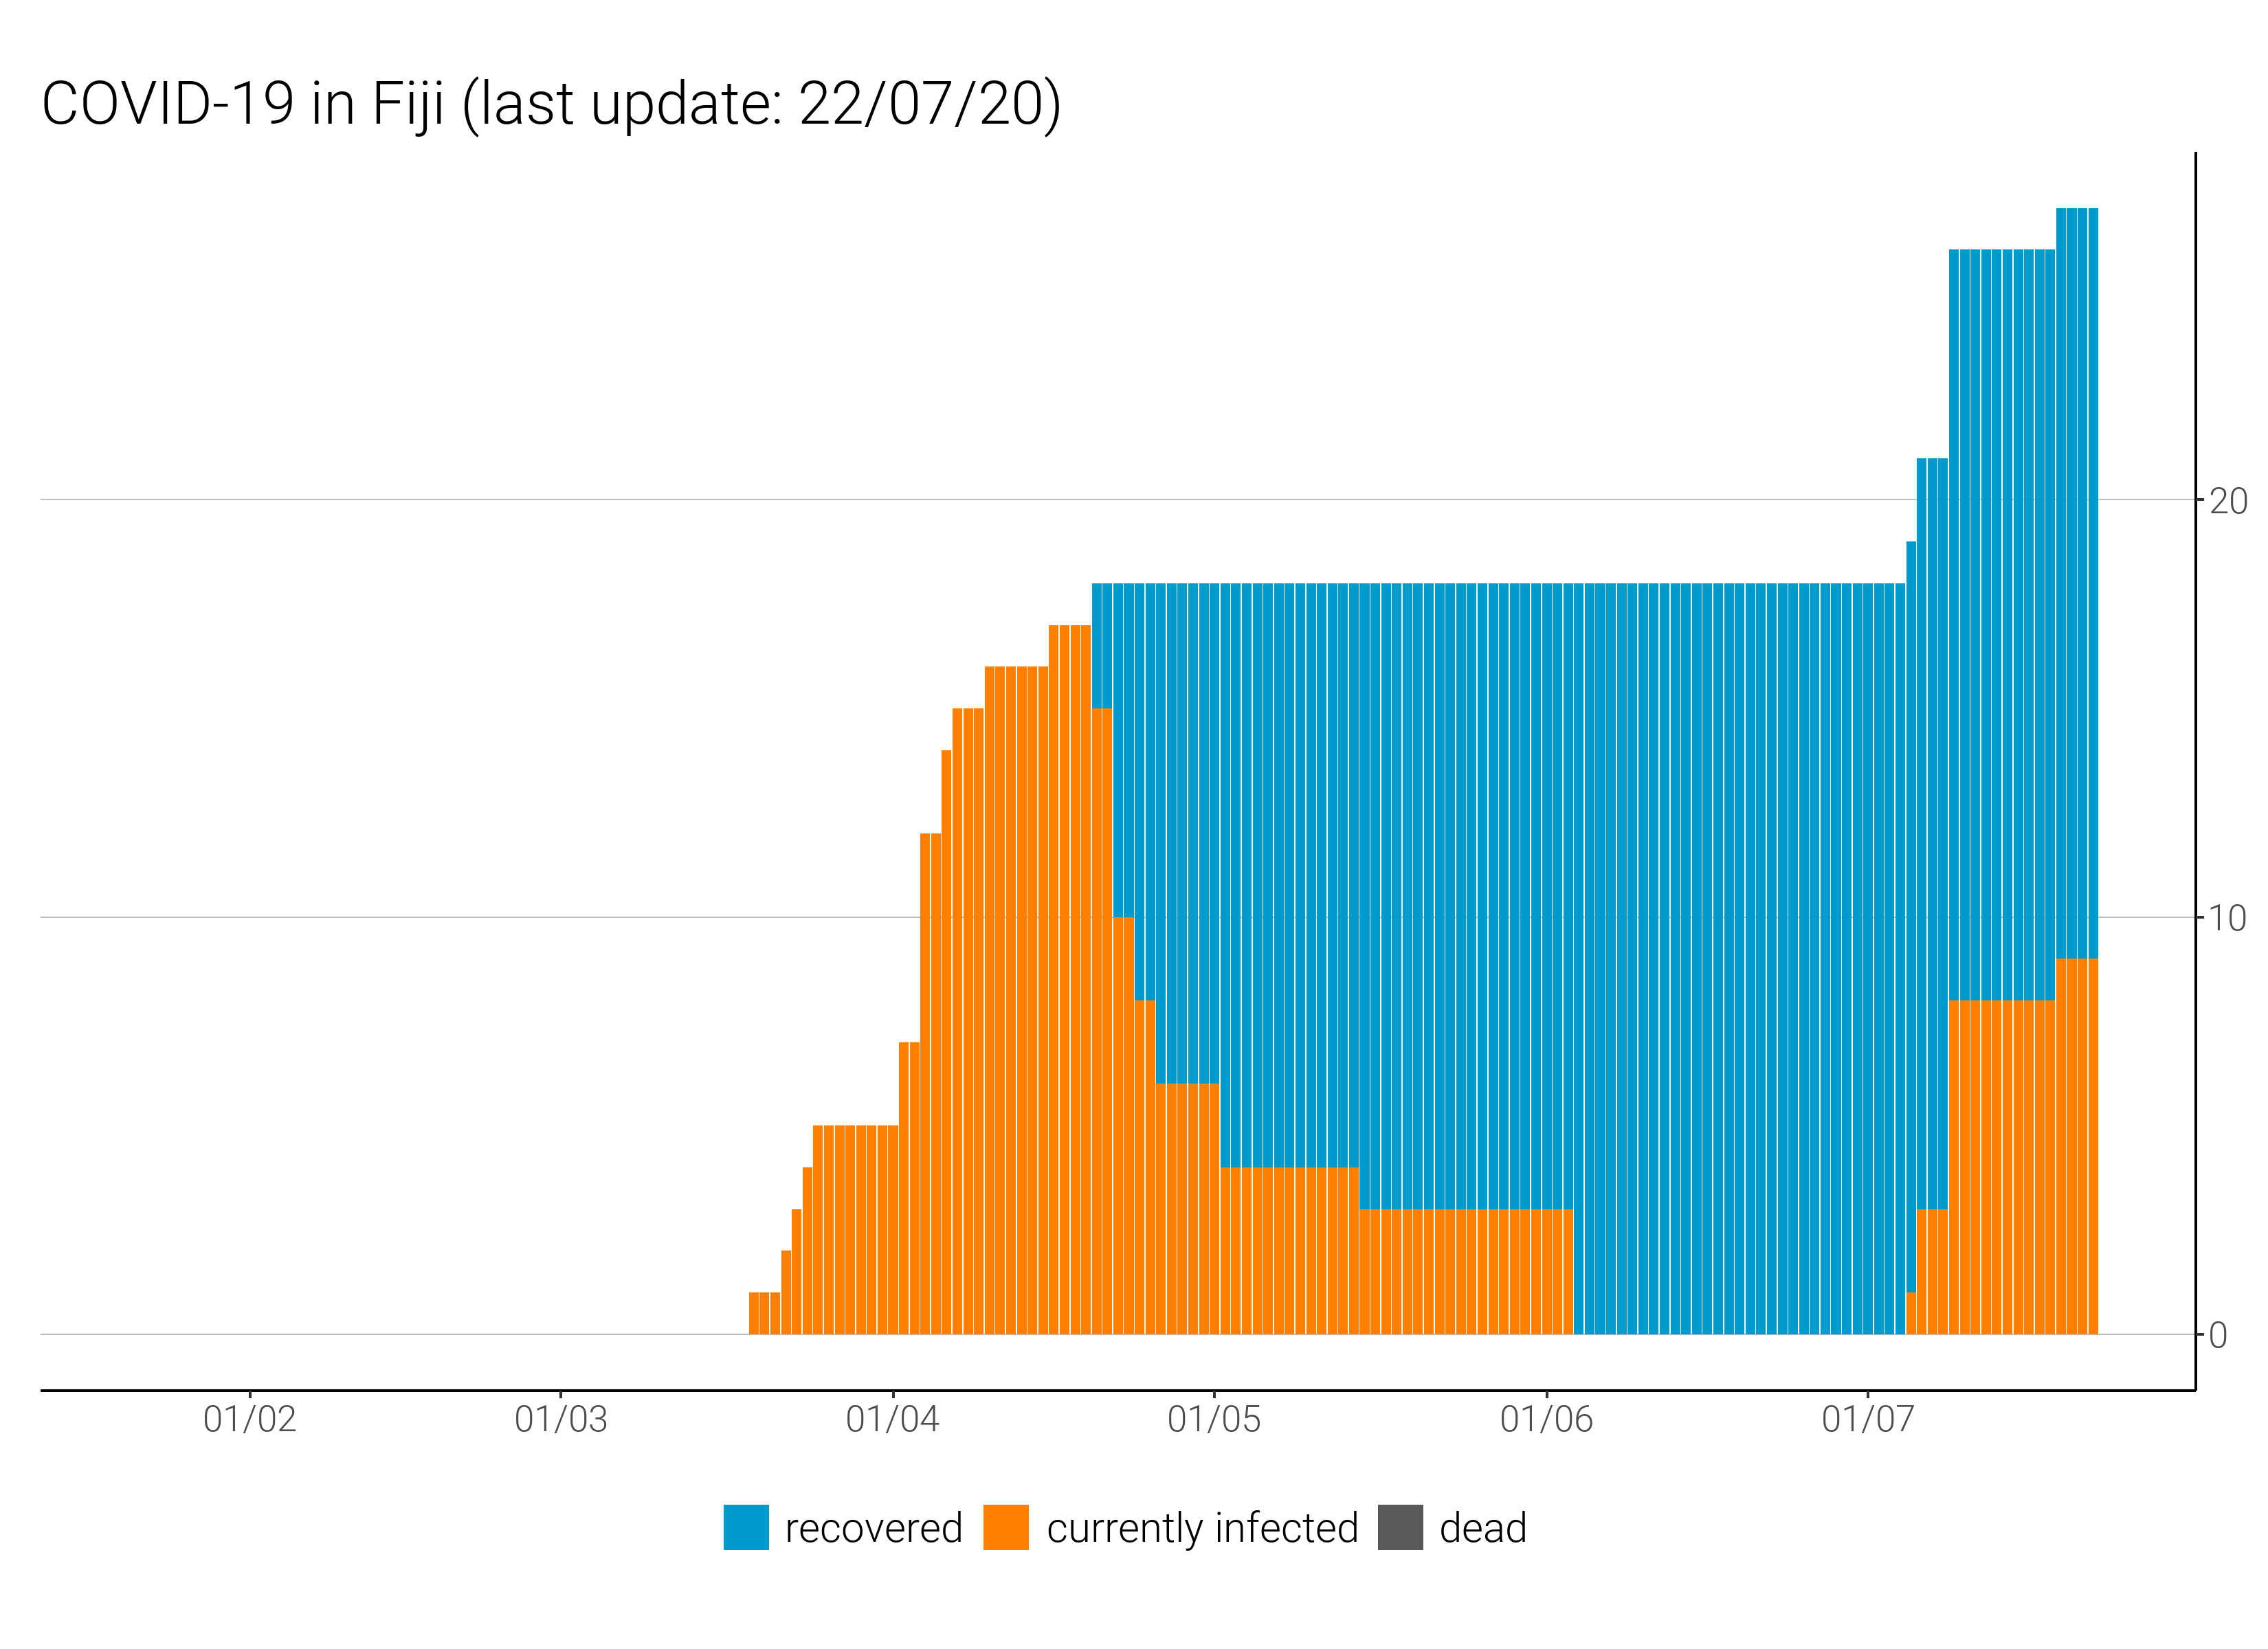 COVID-19 in Fiji (last update: 22/07/20)
20
10
0
01/02 01/03 01/04 01/05 01/06 01/07
recovered currently infected dead